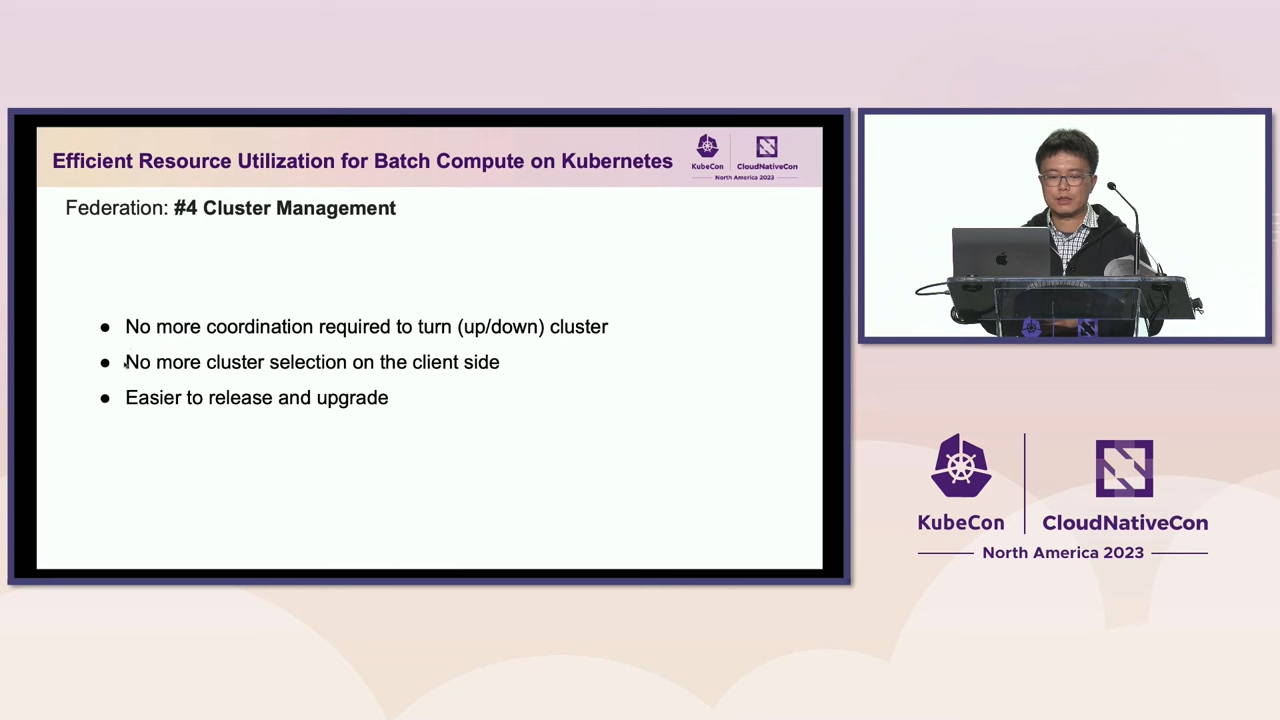 Efficient Resource Utilization for Batch Compute on Kubernetes
KubeCon
CloudNativeCon
North America 2023
Federation: #4 Cluster Management
● No more coordination required to turn (up/down) cluster
● No more cluster selection on the client side
● Easier to release and upgrade
KubeCon
CloudNativeCon
North America 2023